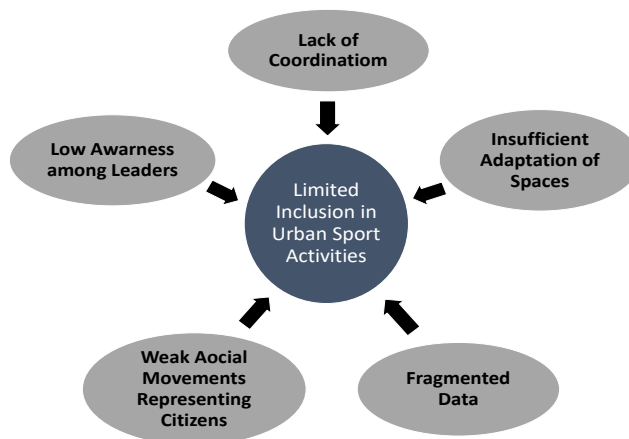 Lack of
Coordinatiom
Low Awarness
among Leaders
Insufficient
Adaptation of
Spaces
Limited
Inclusion in
Urban Sport
Activities
Weak Aocial
Movements
Representing
Citizens
Fragmented
Data